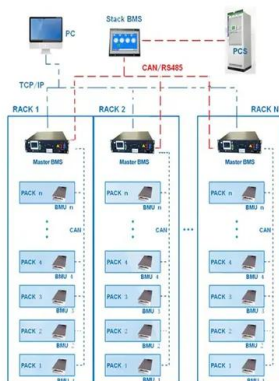 PC
Stack BMS
PCS
CAN/RS485
TCP/IP
RACK 1
RACK 2
RACK N
Master BMS
Master BMS
Master BMS
PACK n
BMU n
PACK n
BMU n
PACK n
BMU n
CAN
CAN
CAN
PACK 4
BMU 4
PACK 4
BMU 4
PACK 4
BMU 4
PACK 3
BMU 3
PACK 3
BMU 3
PACK 3
BMU 3
PACK 2
BMU 2
PACK 2
BMU 2
PACK 2
BMU 2
PACK 1
PACK 1
PACK 1